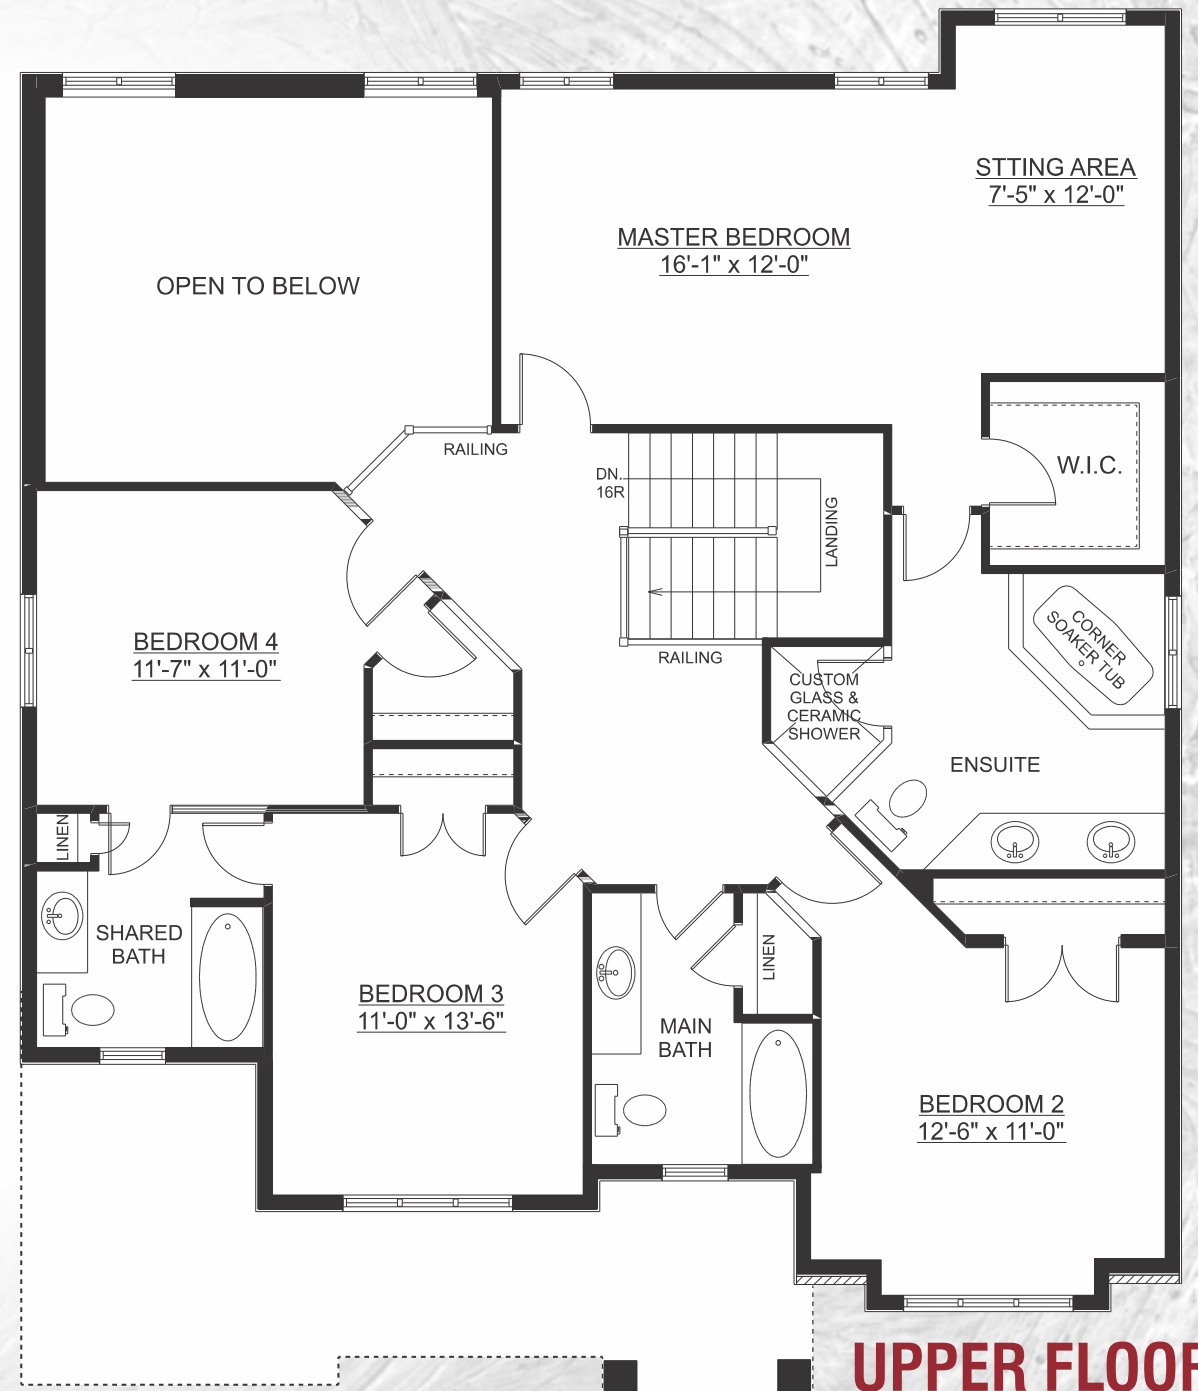 STTING AREA
7'-5" x 12'-0"
MASTER BEDROOM
16'-1" x 12'-0"
OPEN TO BELOW
RAILING
DN.
16R
LANDING
W.I.C.
RAILING
BEDROOM 4
11'-7" x 11'-0"
CORNER
SOAKER TUB
CUSTOM
GLASS &
CERAMIC
SHOWER
ENSUITE
LINEN
SHARED
BATH
LINEN
BEDROOM 3
11'-0" x 13'-6"
MAIN
BATH
BEDROOM 2
12'-6" x 11'-0"
UPPER FLOOR